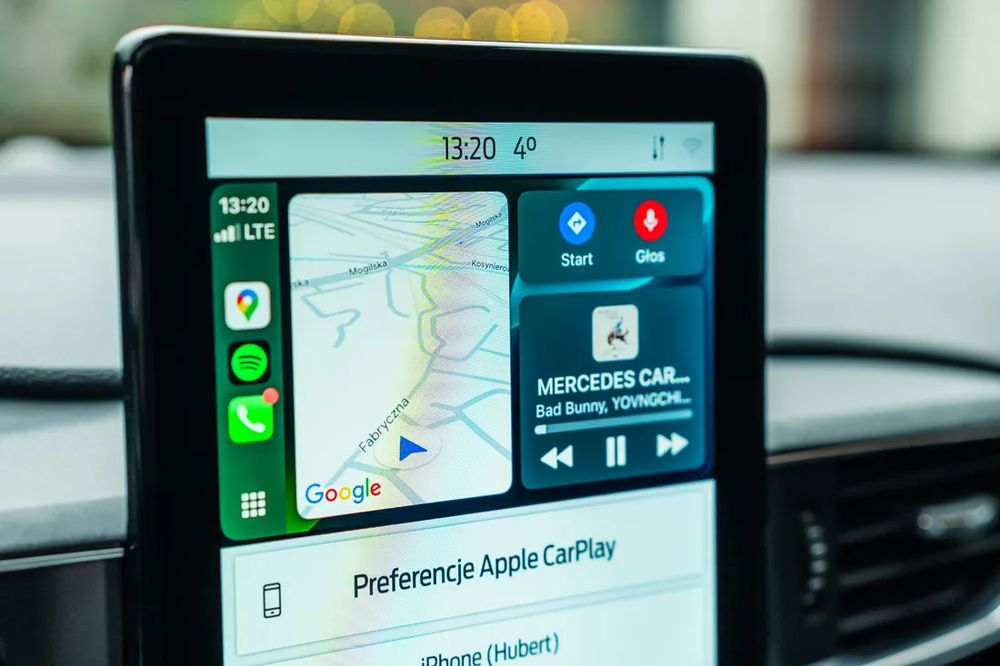 13:20 4°
13:20
LTE
Mogilska
Mogilska
ska
Kosynierów
Fabryczna
Google
Start
Głos
MERCEDES CAR...
Bad Bunny, YOVNGCHI...
Preferencje Apple CarPlay
iPhone (Hubert)